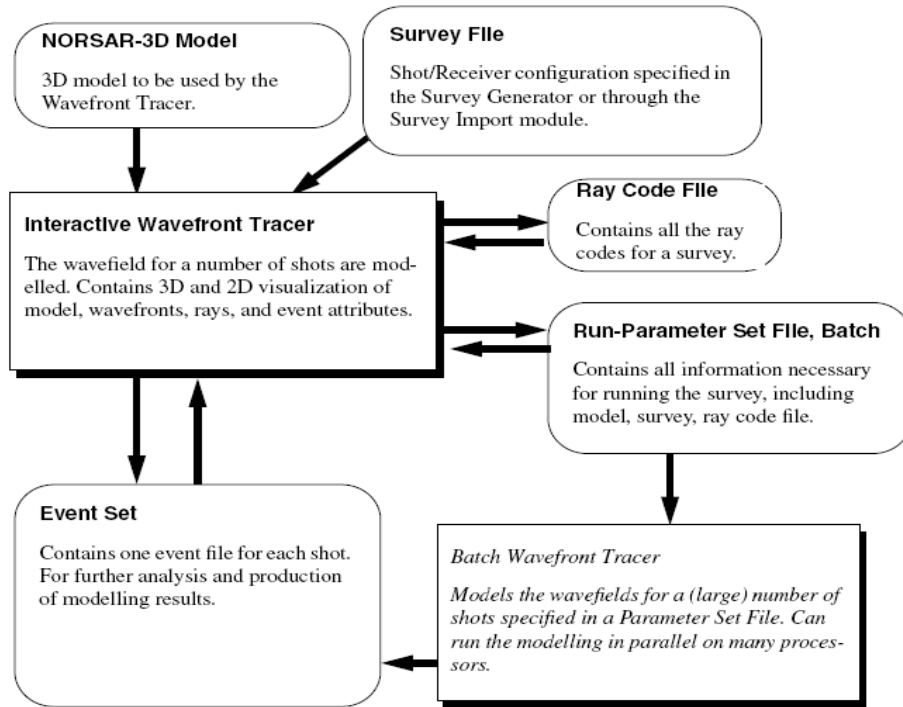 NORSAR-3D Model
3D model to be used by the
Wavefront Tracer.
Survey File
Shot/Receiver configuration specified in
the Survey Generator or through the
Survey Import module.
Interactive Wavefront Tracer
The wavefield for a number of shots are mod-
elled. Contains 3D and 2D visualization of
model, wavefronts, rays, and event attributes.
Ray Code File
Contains all the ray
codes for a survey.
Run-Parameter Set File, Batch
Contains all information necessary
for running the survey, including
model, survey, ray code file.
Event Set
Contains one event file for each shot.
For further analysis and production
of modelling results.
Batch Wavefront Tracer
Models the wavefields for a (large) number of
shots specified in a Parameter Set File. Can
run the modelling in parallel on many proces-
sors.